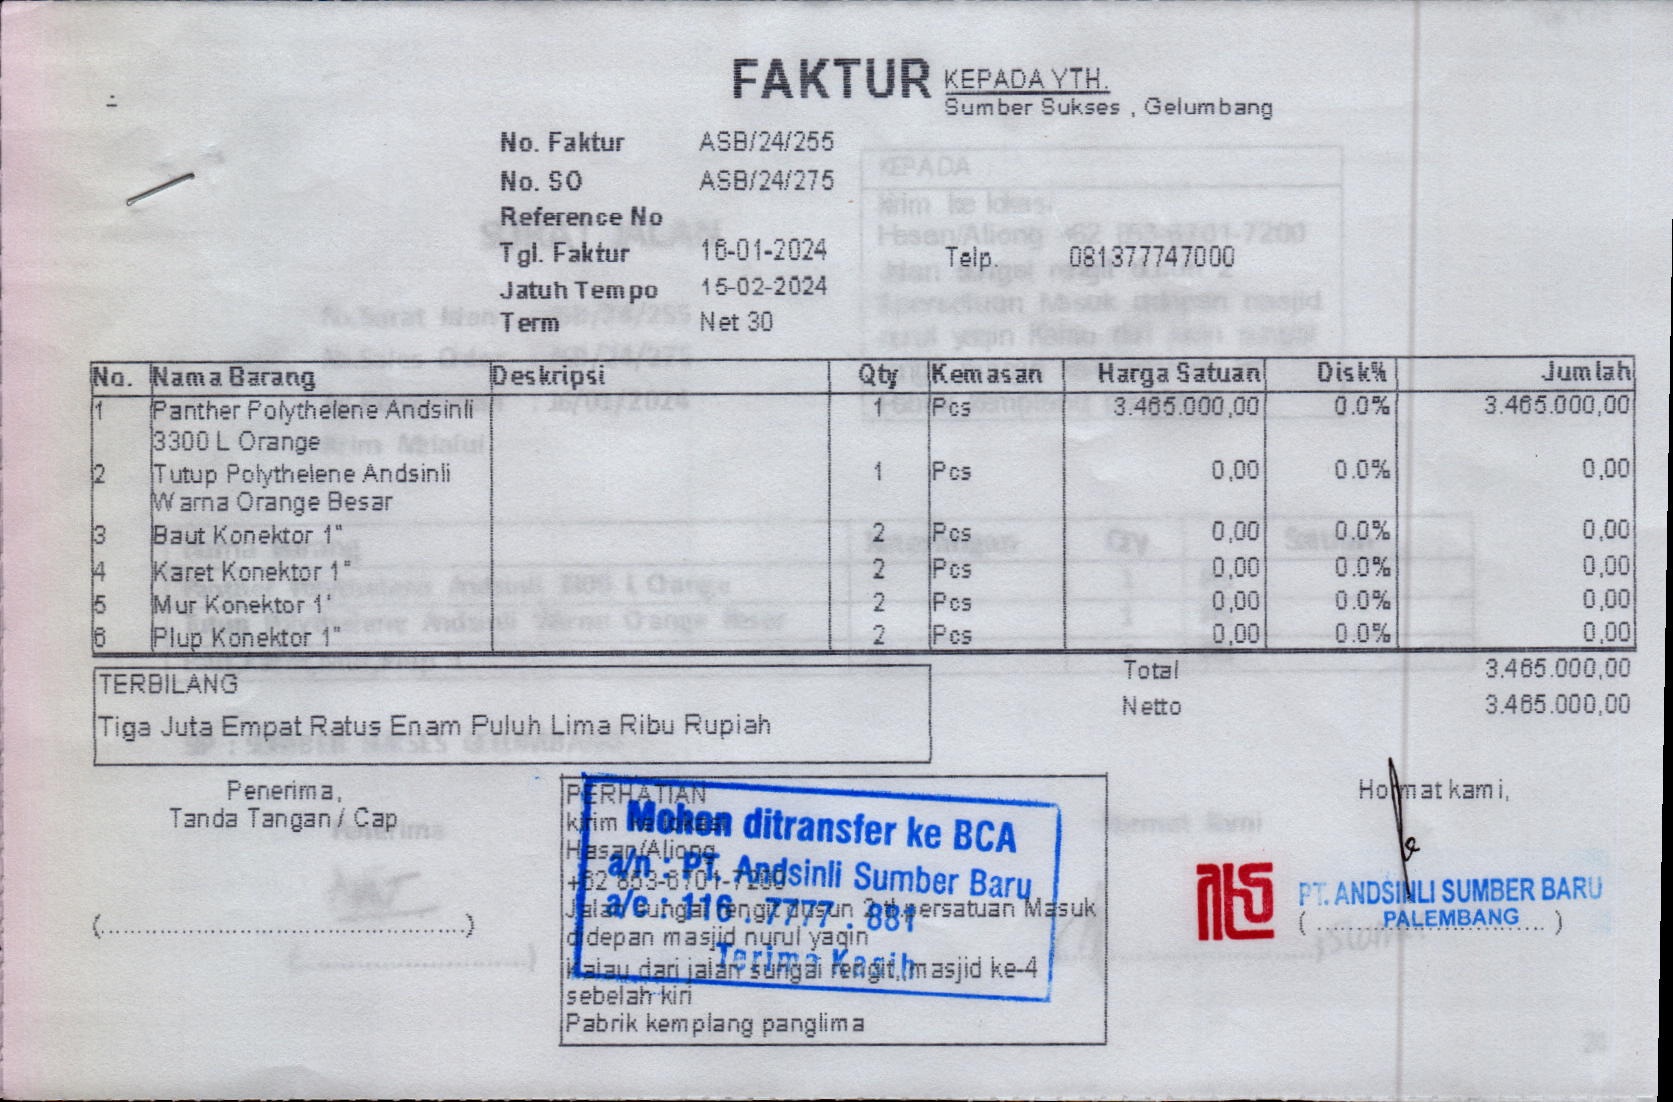 FAKTUR
KEPADA YTH.
Sumber Sukses , Gelumbang
No. Faktur ASB/24/255
No. SO ASB/24/275
Reference No
Tgl. Faktur 16-01-2024
Telp. 081377747000
Jatuh Tempo 15-02-2024
Term Net 30
No. Nama Barang Deskripsi Qty Kemasan Harga Satuan Disk% Jumlah
1 Panther Polythelene Andsinli 1 Pcs 3.465.000,00 0.0% 3.465.000,00
3300 L Orange
2 Tutup Polythelene Andsinli 1 Pcs 0,00 0.0% 0,00
Warna Orange Besar
3 Baut Konektor 1" 2 Pcs 0,00 0.0% 0,00
4 Karet Konektor 1" 2 Pcs 0,00 0.0% 0,00
5 Mur Konektor 1" 2 Pcs 0,00 0.0% 0,00
6 Plup Konektor 1" 2 Pcs 0,00 0.0% 0,00
Total 3.465.000,00
Netto 3.465.000,00
TERBILANG
Tiga Juta Empat Ratus Enam Puluh Lima Ribu Rupiah
Penerima,
Tanda Tangan / Cap
(............................................)
PERHATIAN
kirim ke lokasi
Hasan/Aliong
+62 853-6701-7200
Jalan sungai rengit dusun 2 persatuan Masuk
didepan masjid nurul yaqin
Kalau dari jalan sungai rengit, masjid ke-4
sebelah kiri
Pabrik kemplang panglima
Mohon ditransfer ke BCA
a/n : PT. Andsinli Sumber Baru
a/c : 116 . 7777 . 881
Terima Kasih
Hormat kami,
PT. ANDSINLI SUMBER BARU
PALEMBANG
(............................)